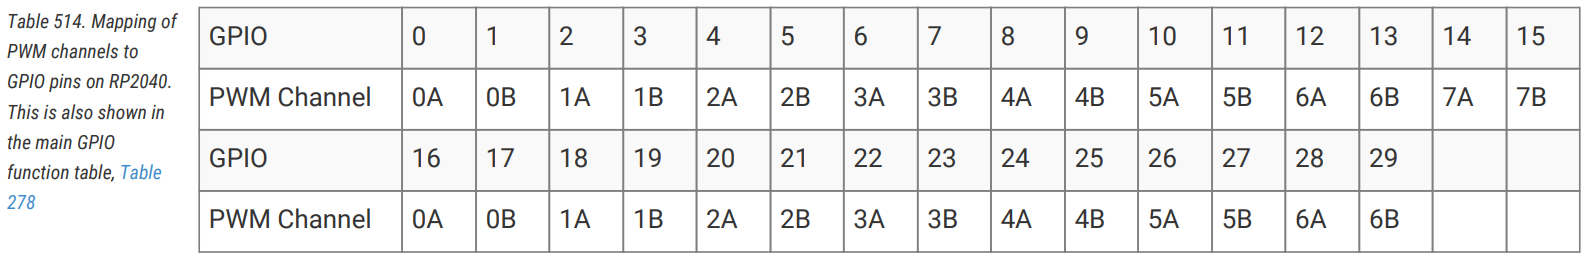 Table 514. Mapping of
PWM channels to
GPIO pins on RP2040.
This is also shown in
the main GPIO
function table, Table
278
GPIO 0 1 2 3 4 5 6 7 8 9 10 11 12 13 14 15
PWM Channel 0A 0B 1A 1B 2A 2B 3A 3B 4A 4B 5A 5B 6A 6B 7A 7B
GPIO 16 17 18 19 20 21 22 23 24 25 26 27 28 29
PWM Channel 0A 0B 1A 1B 2A 2B 3A 3B 4A 4B 5A 5B 6A 6B